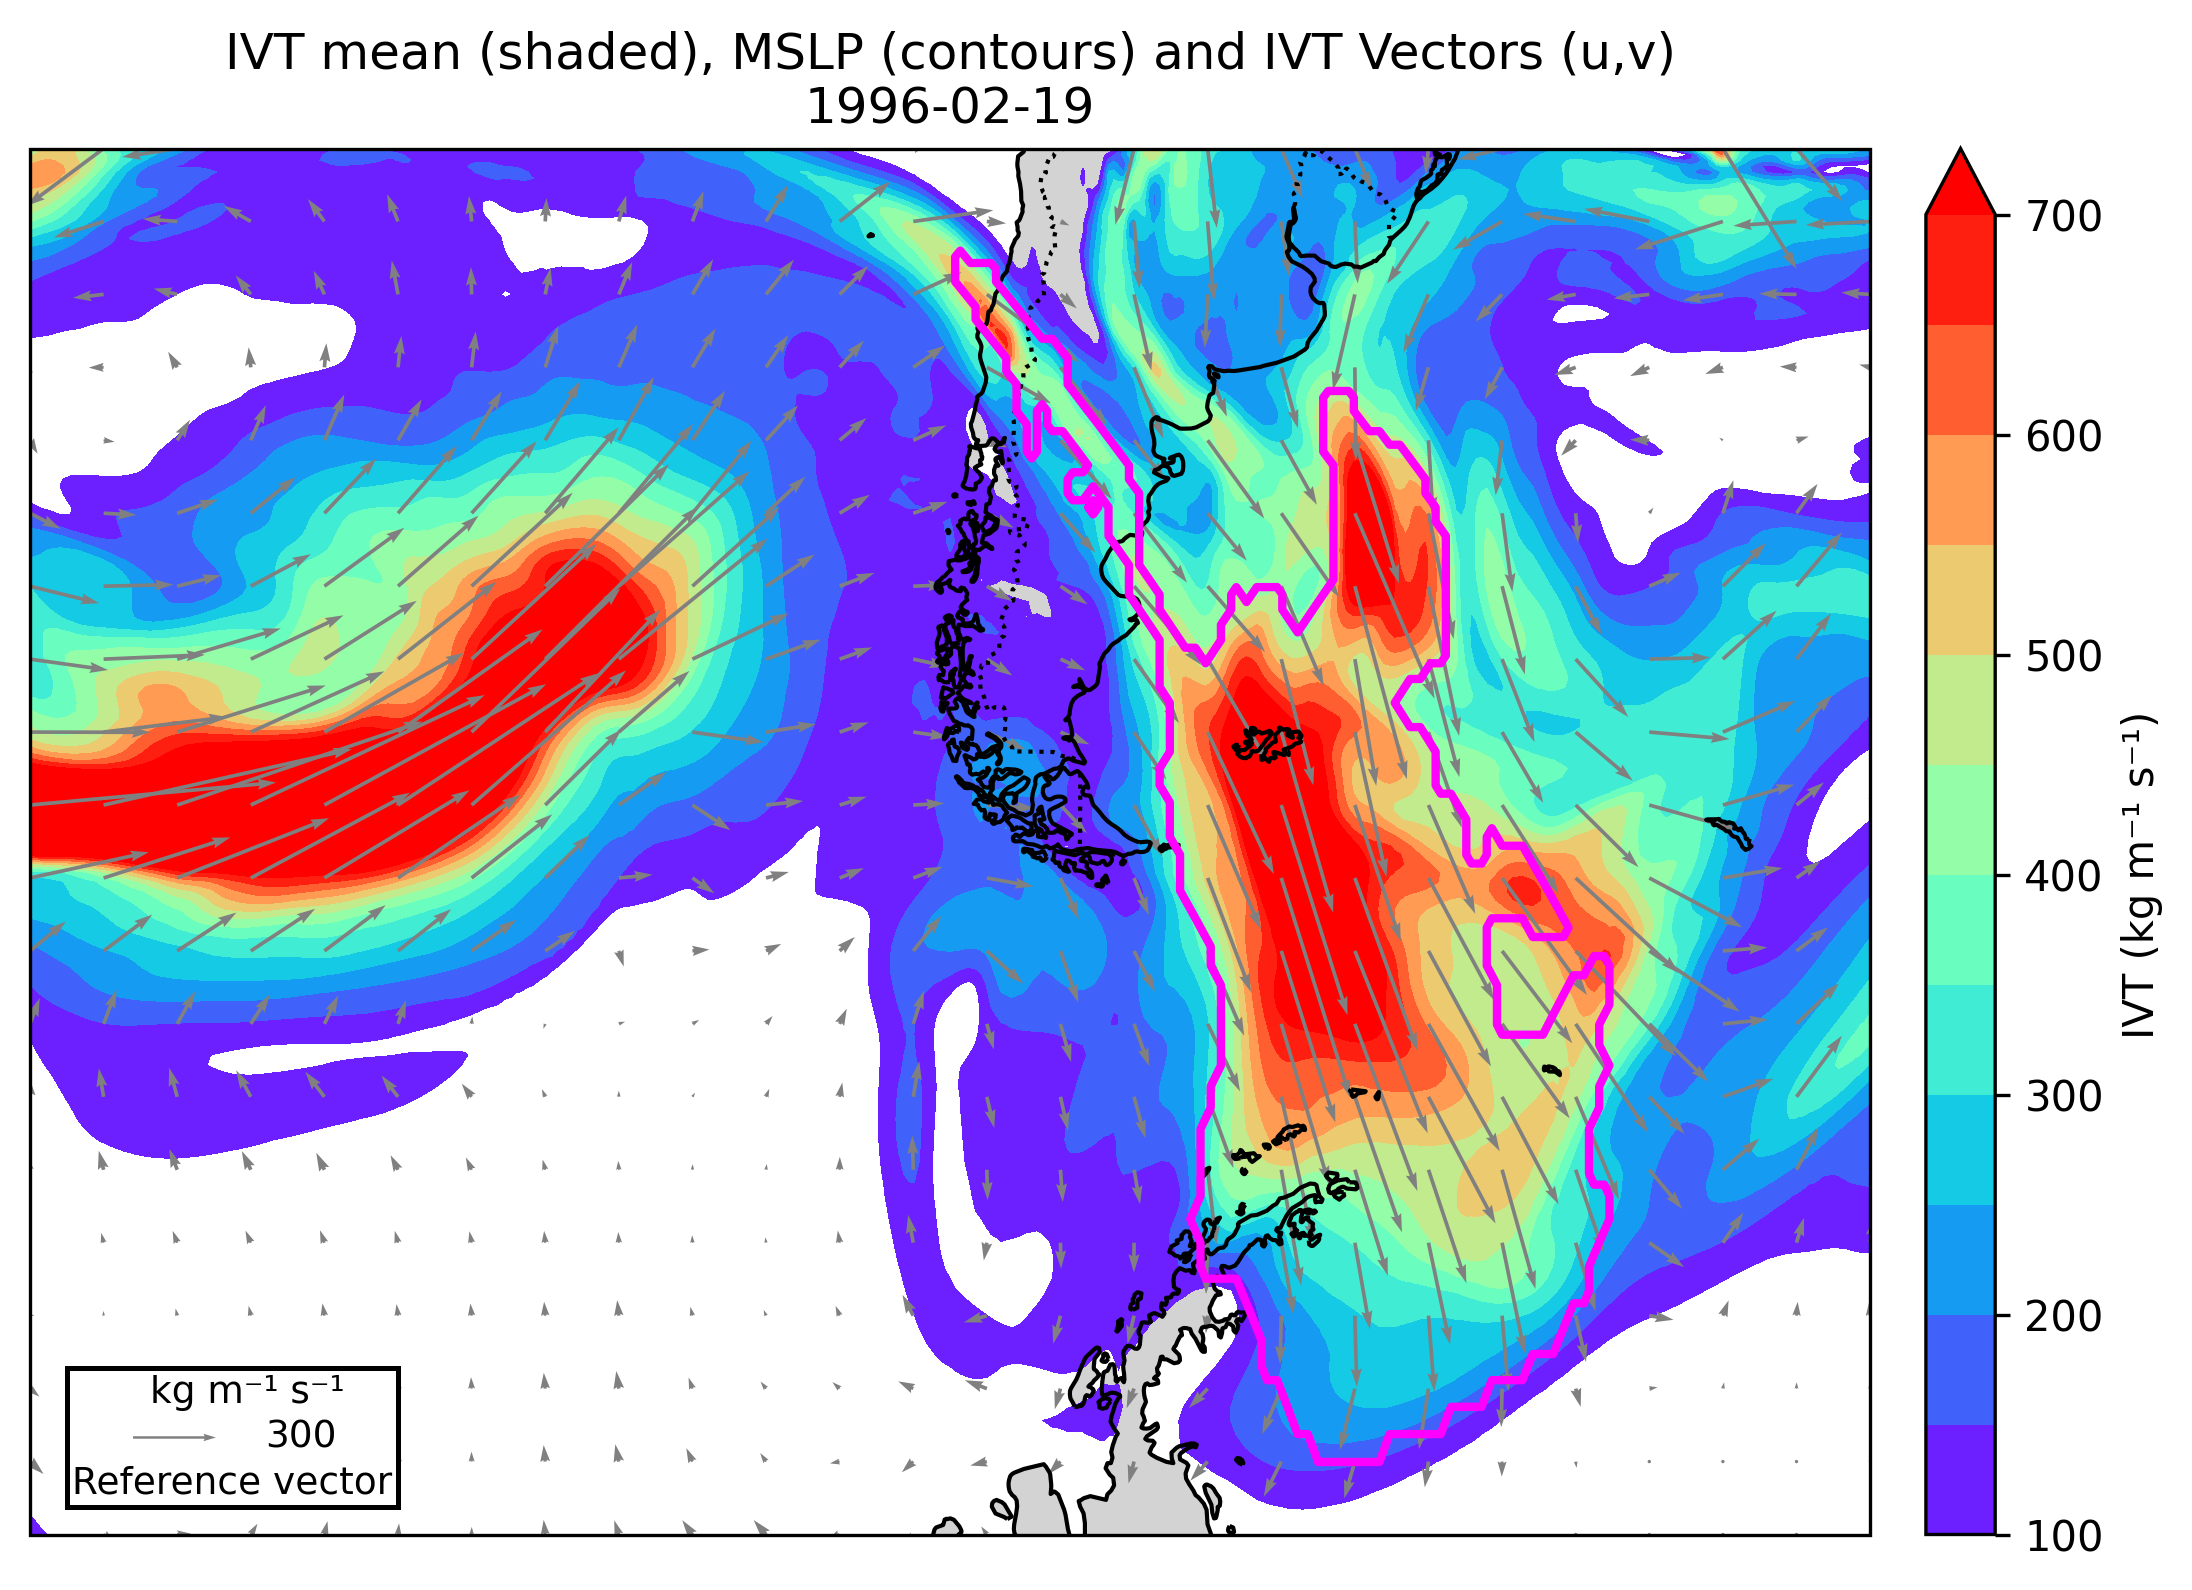 IVT mean (shaded), MSLP (contours) and IVT Vectors (u,v)
1996-02-19
700
600
500
400
300
200
100
IVT (kg m⁻¹ s⁻¹)
kg m⁻¹ s⁻¹
300
Reference vector